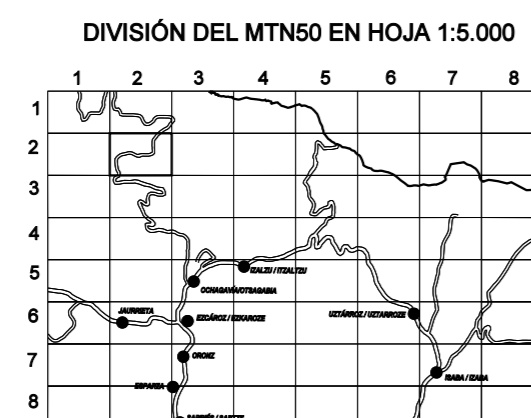 DIVISIÓN DEL MTN50 EN HOJA 1:5.000
1 2 3 4 5 6 7 8
1
2
3
4
5
6
7
8
IZALZU / ITZALTZU
OCHAGAVÍA/OTSAGABIA
JAURRIETA
EZCÁROZ / EZKAROZE
UZTÁRROZ / UZTARROZE
ORONZ
ISABA / IZABA
ESPARZA